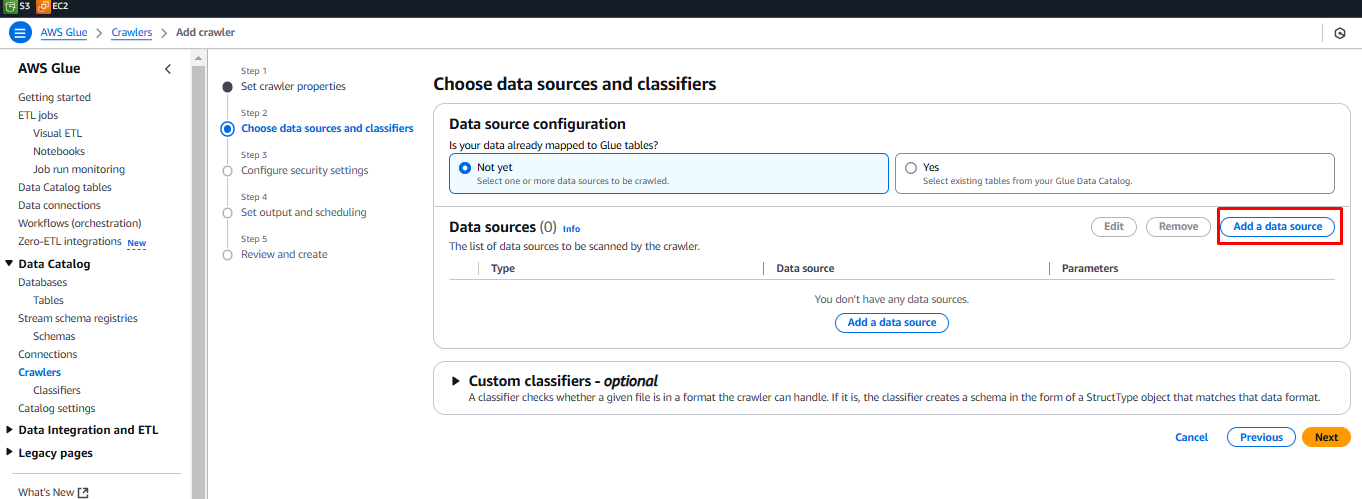 S3 EC2
AWS Glue > Crawlers > Add crawler
AWS Glue
Getting started
ETL jobs
Visual ETL
Notebooks
Job run monitoring
Data Catalog tables
Data connections
Workflows (orchestration)
Zero-ETL integrations New
Data Catalog
Databases
Tables
Stream schema registries
Schemas
Connections
Crawlers
Classifiers
Catalog settings
Data Integration and ETL
Legacy pages
What's New
Step 1
Set crawler properties
Step 2
Choose data sources and classifiers
Step 3
Configure security settings
Step 4
Set output and scheduling
Step 5
Review and create
Choose data sources and classifiers
Data source configuration
Is your data already mapped to Glue tables?
Not yet
Select one or more data sources to be crawled.
Yes
Select existing tables from your Glue Data Catalog.
Data sources (0) Info
Edit Remove Add a data source
The list of data sources to be scanned by the crawler.
Type Data source Parameters
You don't have any data sources.
Add a data source
Custom classifiers - optional
A classifier checks whether a given file is in a format the crawler can handle. If it is, the classifier creates a schema in the form of a StructType object that matches that data format.
Cancel Previous Next